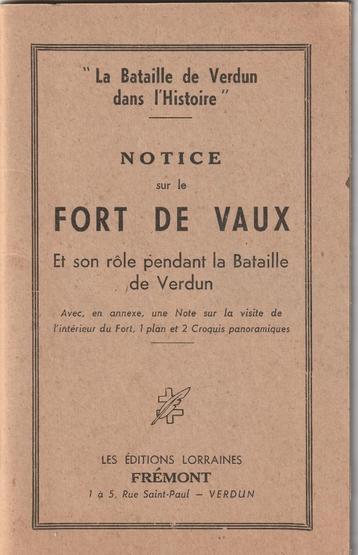 "La Bataille de Verdun
dans l'Histoire"
NOTICE
sur le
FORT DE VAUX
Et son rôle pendant la Bataille
de Verdun
Avec, en annexe, une Note sur la visite de
l'intérieur du Fort, 1 plan et 2 Croquis panoramiques
LES ÉDITIONS LORRAINES
FRÉMONT
1 à 5, Rue Saint-Paul – VERDUN